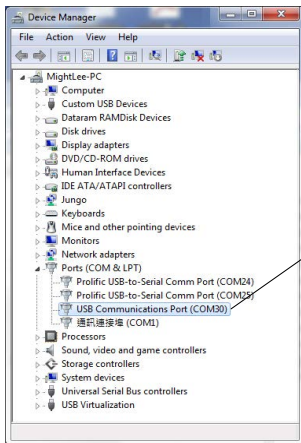 Device Manager
File Action View Help
MightLee-PC
Computer
Custom USB Devices
Dataram RAMDisk Devices
Disk drives
Display adapters
DVD/CD-ROM drives
Human Interface Devices
IDE ATA/ATAPI controllers
Jungo
Keyboards
Mice and other pointing devices
Monitors
Network adapters
Ports (COM & LPT)
Prolific USB-to-Serial Comm Port (COM24)
Prolific USB-to-Serial Comm Port (COM25)
USB Communications Port (COM30)
通訊連接埠 (COM1)
Processors
Sound, video and game controllers
Storage controllers
System devices
Universal Serial Bus controllers
USB Virtualization